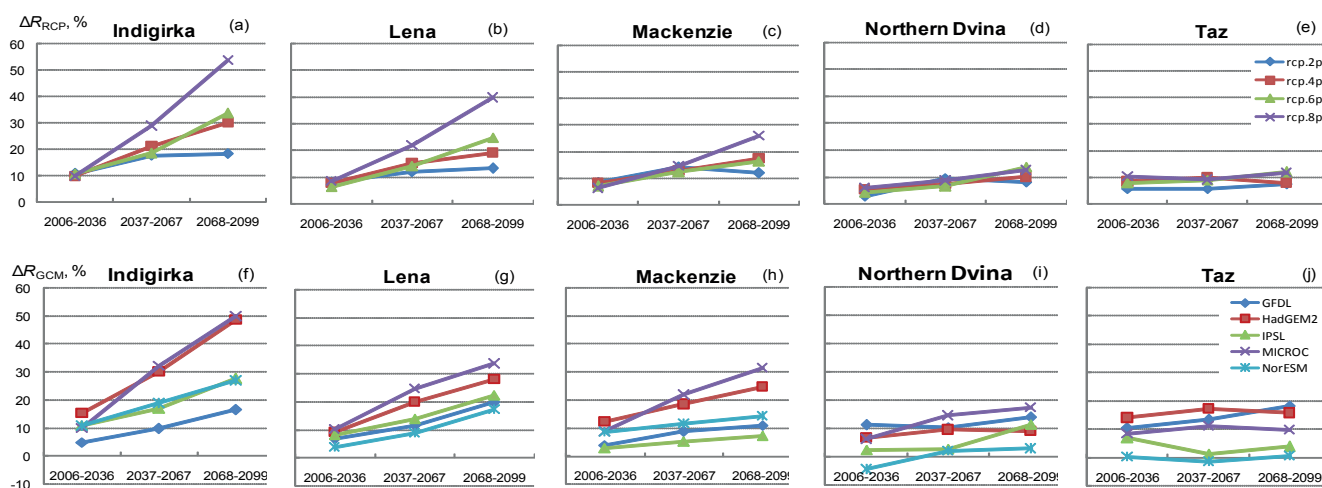 ΔR_RCP, % Indigirka (a) Lena (b) Mackenzie (c) Northern Dvina (d) Taz (e)
60
50
40
30
20
10
0
rcp.2p
rcp.4p
rcp.6p
rcp.8p
2006-2036 2037-2067 2068-2099 2006-2036 2037-2067 2068-2099 2006-2036 2037-2067 2068-2099 2006-2036 2037-2067 2068-2099 2006-2036 2037-2067 2068-2099
ΔR_GCM, % Indigirka (f) Lena (g) Mackenzie (h) Northern Dvina (i) Taz (j)
60
50
40
30
20
10
0
-10
GFDL
HadGEM2
IPSL
MICROC
NorESM
2006-2036 2037-2067 2068-2099 2006-2036 2037-2067 2068-2099 2006-2036 2037-2067 2068-2099 2006-2036 2037-2067 2068-2099 2006-2036 2037-2067 2068-2099